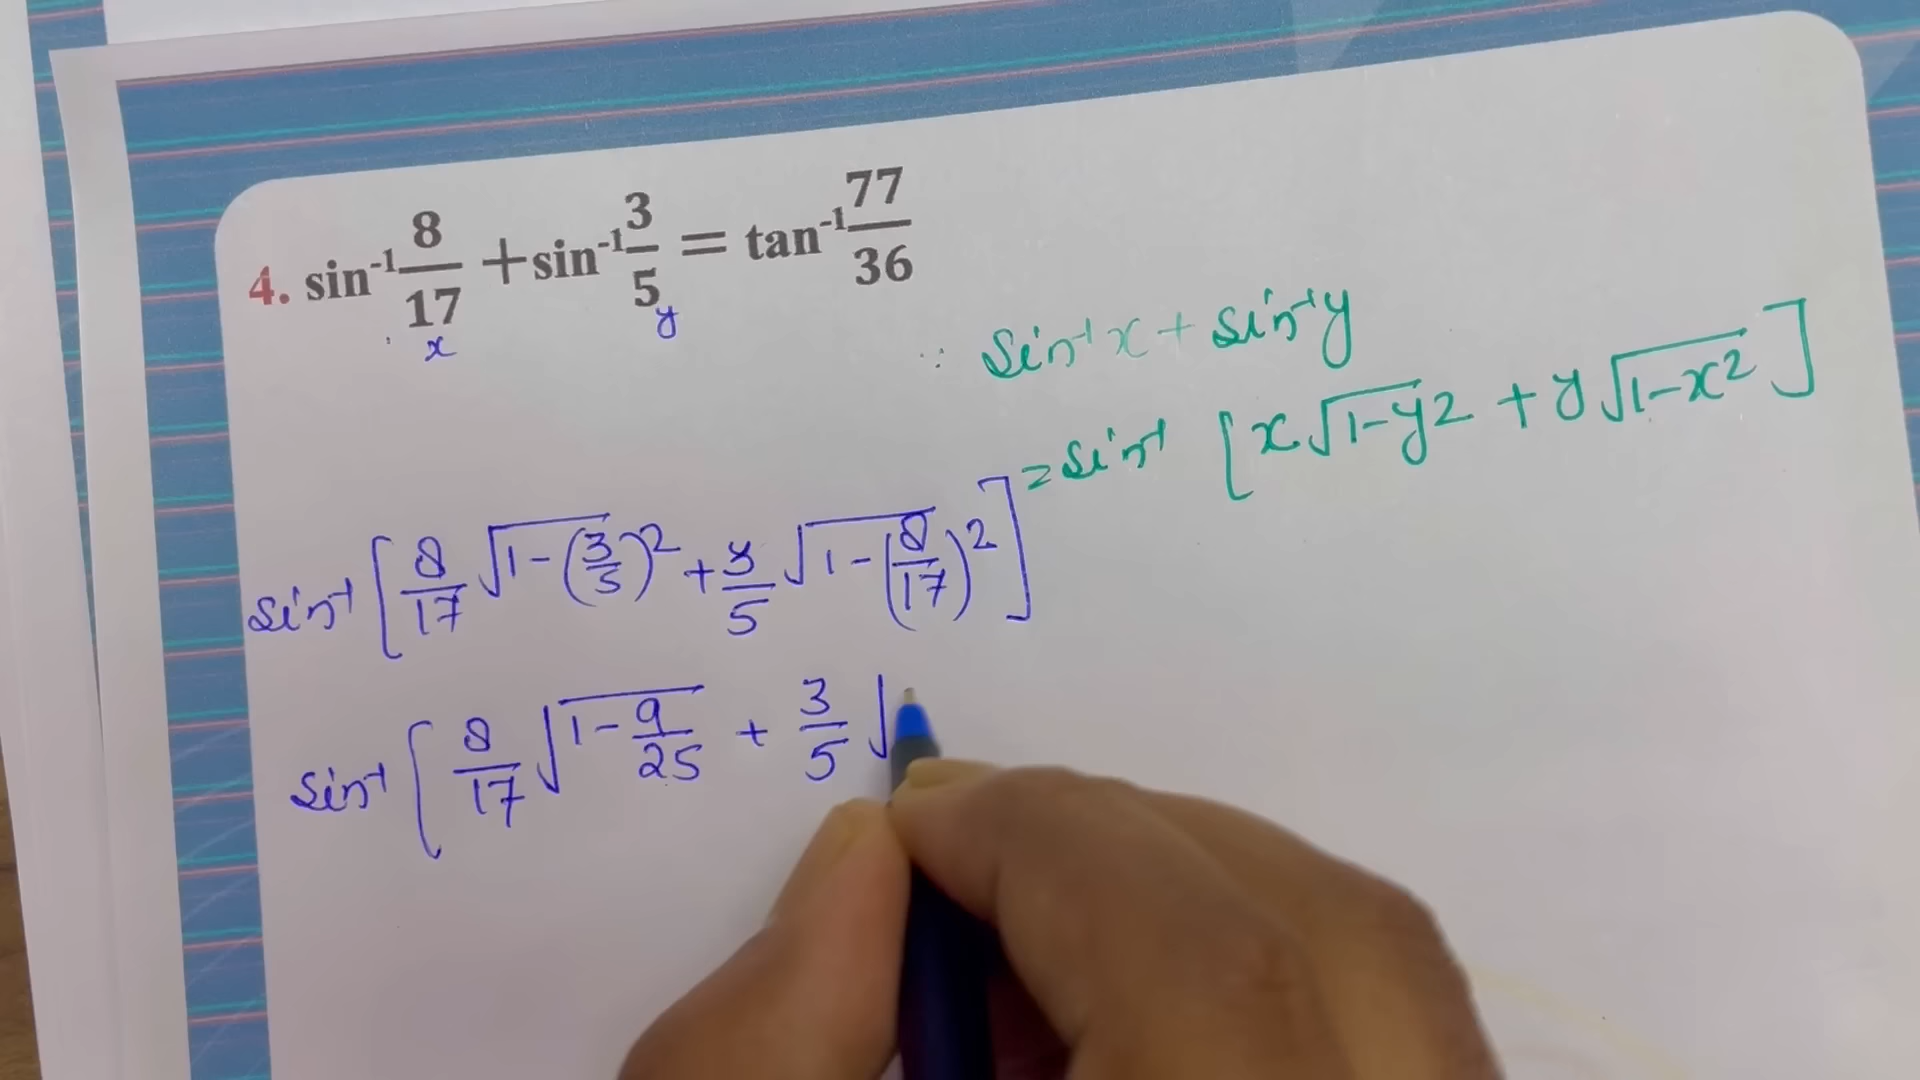 4. sin⁻¹ 8/17 + sin⁻¹ 3/5 = tan⁻¹ 77/36
x y
∵ Sin⁻¹x + Sin⁻¹y
= Sin⁻¹ [x√1-y2 + y√1-x²]
Sin⁻¹ [8/17 √1-(3/5)² + 3/5 √1-(8/17)²]
Sin⁻¹ [8/17 √1-9/25 + 3/5 √